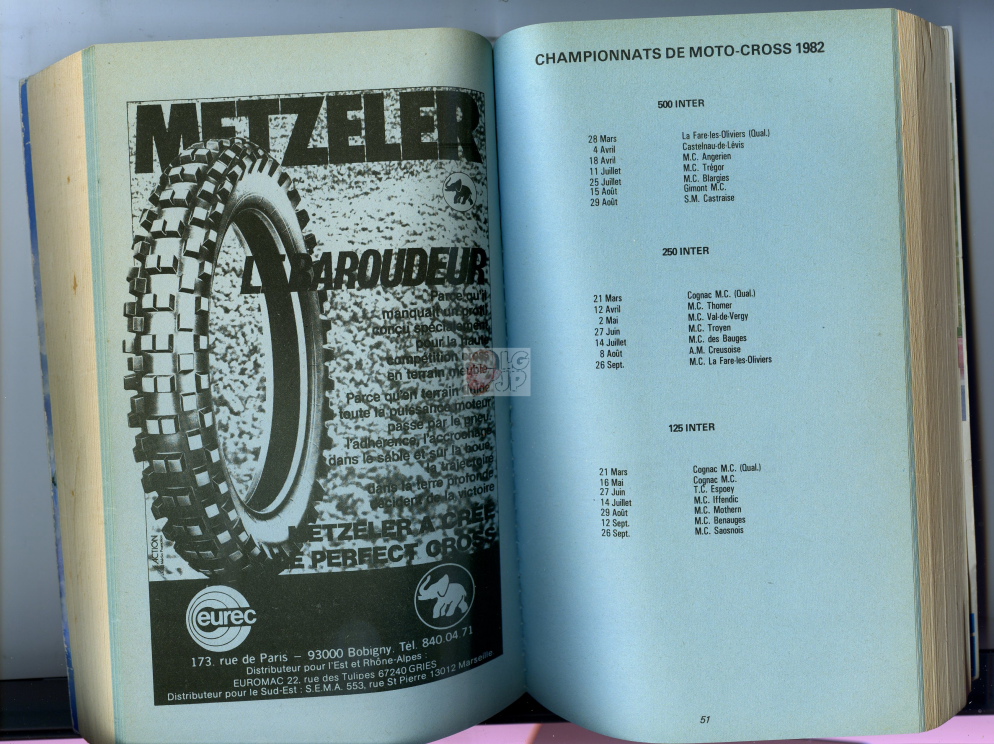 METZELER
LE BAROUDEUR
Parce qu'il
manquait un profil
conçu spécialement
pour la haute
compétition cross
en terrain meuble.
Parce qu'en terrain
toute la puissance moteur
passe par le pneu,
l'adhérence, l'accrochage
dans le sable et sur la boue,
la trajectoire
dans la terre profonde
décident de la victoire
METZELER A CRÉÉ
LE PERFECT CROSS
eurec
173, rue de Paris – 93000 Bobigny. Tél. 840.04 71
Distributeur pour l'Est et Rhône-Alpes :
EUROMAC 22, rue des Tulipes 67240 GRIES
Distributeur pour le Sud-Est : S.E.M.A. 553, rue St Pierre 13012 Marseille
CHAMPIONNATS DE MOTO-CROSS 1982
500 INTER
28 Mars La Fare-les-Oliviers (Qual.)
4 Avril Castelnau-de-Lévis
18 Avril M.C. Angerien
11 Juillet M.C. Trégor
25 Juillet M.C. Blargies
15 Août Gimont M.C.
29 Août S.M. Castraise
250 INTER
21 Mars Cognac M.C. (Qual.)
12 Avril M.C. Thomer
2 Mai M.C. Val-de-Vergy
27 Juin M.C. Troyen
14 Juillet M.C. des Bauges
8 Août A.M. Creusoise
26 Sept. M.C. La Fare-les-Oliviers
125 INTER
21 Mars Cognac M.C. (Qual.)
16 Mai Cognac M.C.
27 Juin T.C. Espoey
14 Juillet M.C. Iffendic
29 Août M.C. Mothern
12 Sept. M.C. Benauges
26 Sept. M.C. Saosnois
51